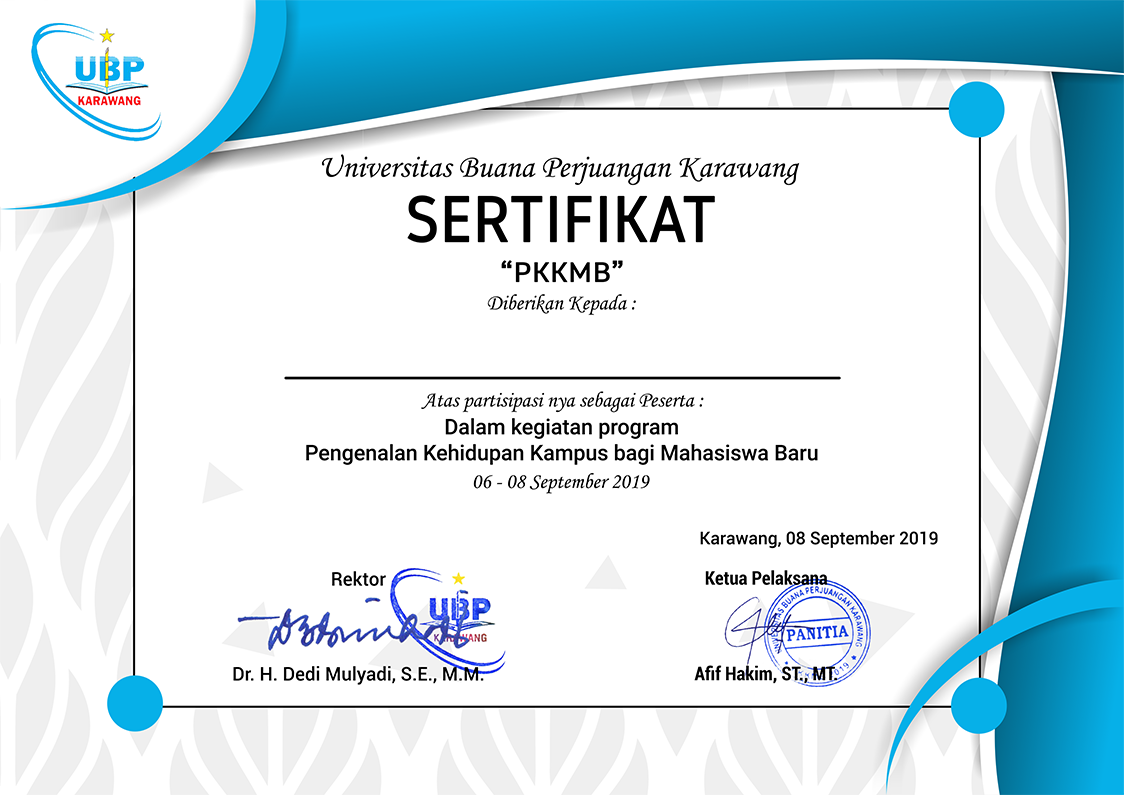 UBP
KARAWANG
Universitas Buana Perjuangan Karawang
SERTIFIKAT
“PKKMB”
Diberikan Kepada :
Atas partisipasi nya sebagai Peserta :
Dalam kegiatan program
Pengenalan Kehidupan Kampus bagi Mahasiswa Baru
06 - 08 September 2019
Karawang, 08 September 2019
Rektor
Ketua Pelaksana
UBP
KARAWANG
UNIVERSITAS BUANA PERJUANGAN KARAWANG
PANITIA
Dr. H. Dedi Mulyadi, S.E., M.M.
Afif Hakim, ST., MT.